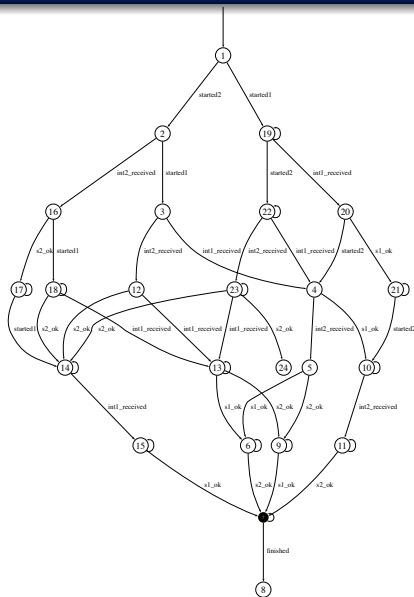 1
started2 started1
2 19
int2_received started1 started2 int1_received
16 3 22 20
s2_ok started1 int2_received int1_received int2_received int1_received started2 s1_ok
17 18 12 23 4 21
started1 s2_ok s2_ok s2_ok int1_received int1_received int1_received s2_ok int2_received s1_ok started2
14 13 24 5 10
int1_received s1_ok s1_ok s2_ok s2_ok int2_received
15 6 9 11
s1_ok s2_ok s1_ok s2_ok
finished
8